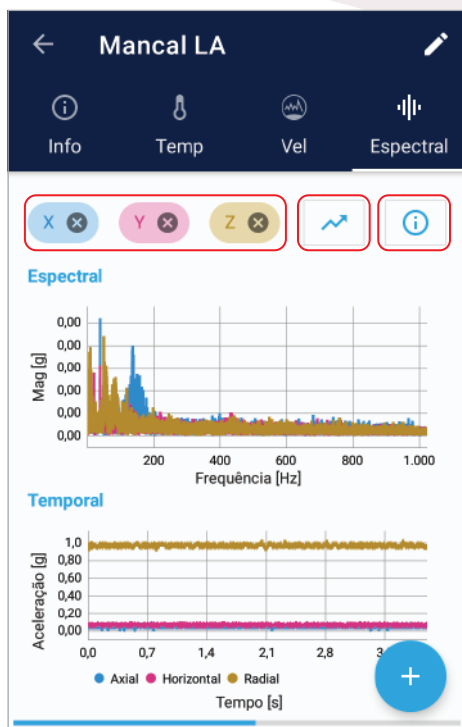 Mancal LA
Info Temp Vel Espectral
X Y Z
Espectral
Mag [g]
0,00
0,00
0,00
0,00
0,00
0,00
200 400 600 800 1.000
Frequência [Hz]
Temporal
Aceleração [g]
1,0
0,80
0,60
0,40
0,20
0,00
0,0 0,7 1,4 2,1 2,8
Axial Horizontal Radial
Tempo [s]